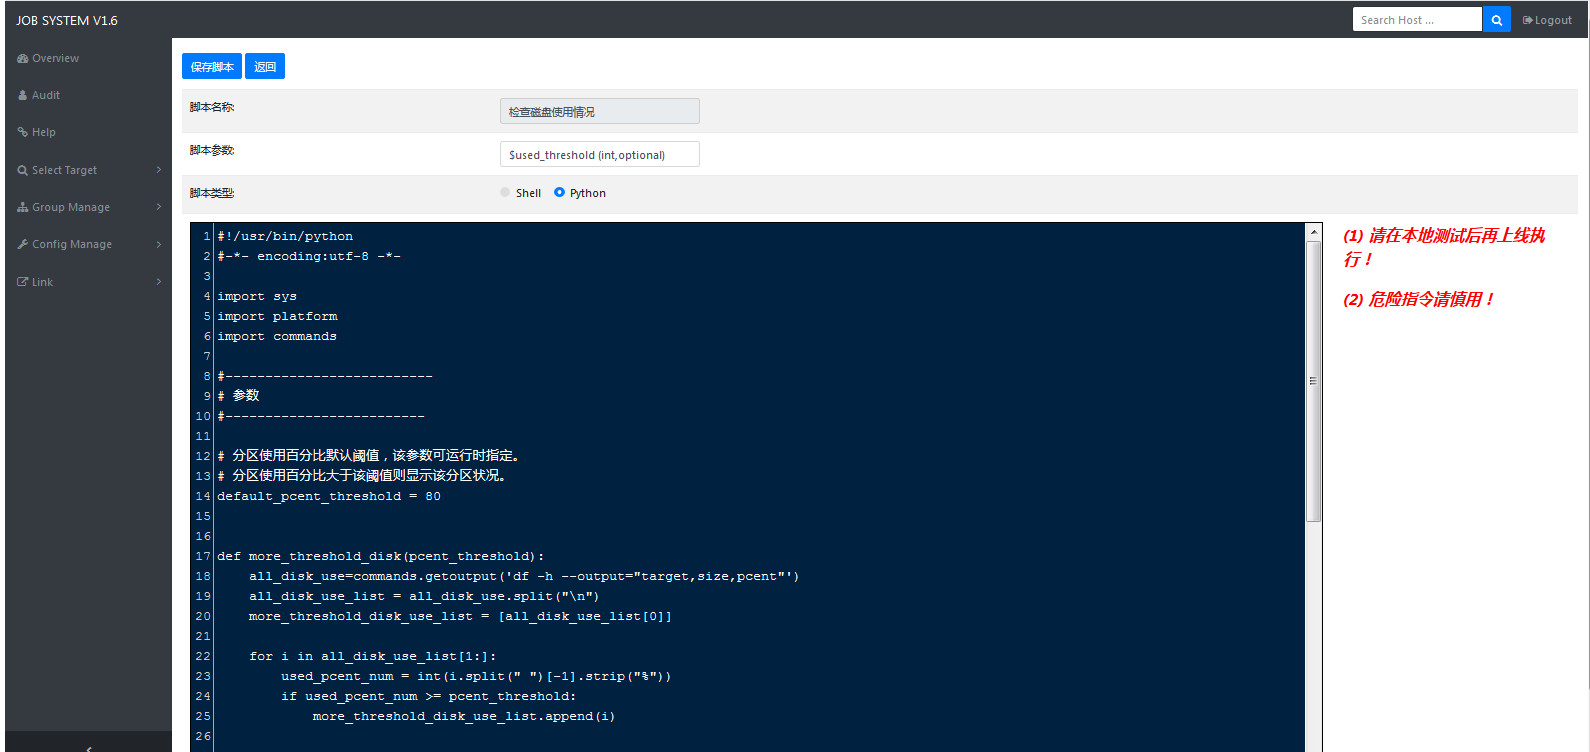 JOB SYSTEM V1.6
Search Host ...
Logout
Overview
Audit
Help
Select Target
Group Manage
Config Manage
Link
保存脚本 返回
脚本名称: 检查磁盘使用情况
脚本参数: $used_threshold (int,optional)
脚本类型: Shell Python
1 #!/usr/bin/python
2 #-*- encoding:utf-8 -*-
3
4 import sys
5 import platform
6 import commands
7
8 #--------------------------
9 # 参数
10 #-------------------------
11
12 # 分区使用百分比默认阈值，该参数可运行时指定。
13 # 分区使用百分比大于该阈值则显示该分区状况。
14 default_pcent_threshold = 80
15
16
17 def more_threshold_disk(pcent_threshold):
18     all_disk_use=commands.getoutput('df -h --output="target,size,pcent"')
19     all_disk_use_list = all_disk_use.split("\n")
20     more_threshold_disk_use_list = [all_disk_use_list[0]]
21
22     for i in all_disk_use_list[1:]:
23         used_pcent_num = int(i.split(" ")[-1].strip("%"))
24         if used_pcent_num >= pcent_threshold:
25             more_threshold_disk_use_list.append(i)
26
(1) 请在本地测试后再上线执
行！
(2) 危险指令请慎用！